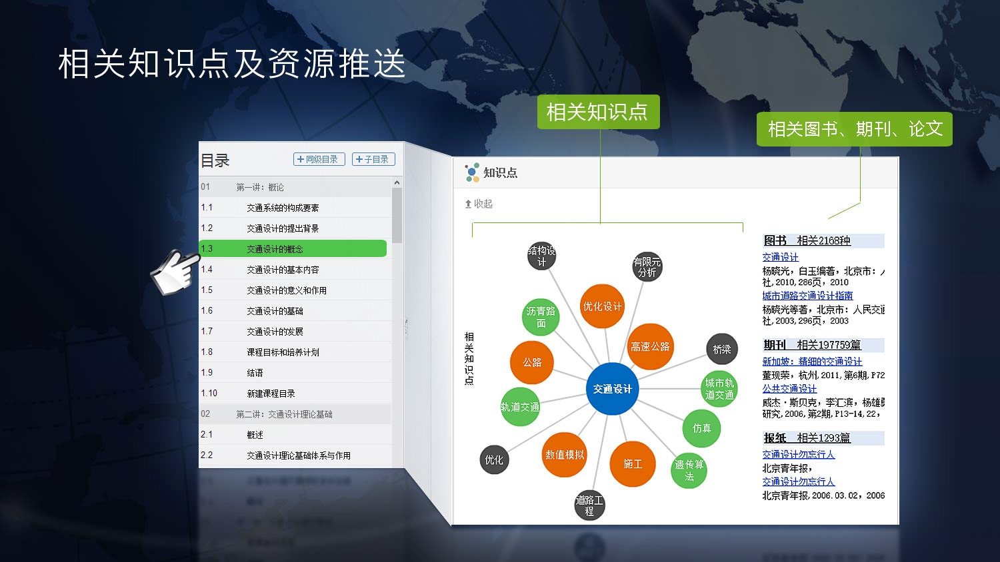 相关知识点及资源推送
相关知识点
相关图书、期刊、论文
目录
+同级目录
+子目录
01 第一讲：概论
1.1 交通系统的构成要素
1.2 交通设计的提出背景
1.3 交通设计的概念
1.4 交通设计的基本内容
1.5 交通设计的意义和作用
1.6 交通设计的基础
1.7 交通设计的发展
1.8 课程目标和培养计划
1.9 结语
1.10 新建课程目录
02 第二讲：交通设计理论基础
2.1 概述
2.2 交通设计理论基础体系与作用
知识点
收起
相关知识点
结构设
计
有限元
分析
优化设计
沥青路
面
高速公路
桥梁
公路
交通设计
城市轨
道交通
轨道交通
仿真
优化
数值模拟
施工
遗传算
法
道路工
程
图书 相关2168种
交通设计
杨晓光，白玉编著，北京市：
社,2010,286页，2010
城市道路交通设计指南
杨晓光等著，北京市：人民交通
社,2003,296页，2003
期刊 相关197759篇
新加坡：精细的交通设计
董现荣，杭州,2011,第6期,P72
公共交通设计
威杰·斯贝克，李汇滨，杨雄勇
研究,2006,第2期,P13-14,22，
报纸 相关1293篇
交通设计勿忘行人
北京青年报，
交通设计勿忘行人
北京青年报,2006.03.02，2006